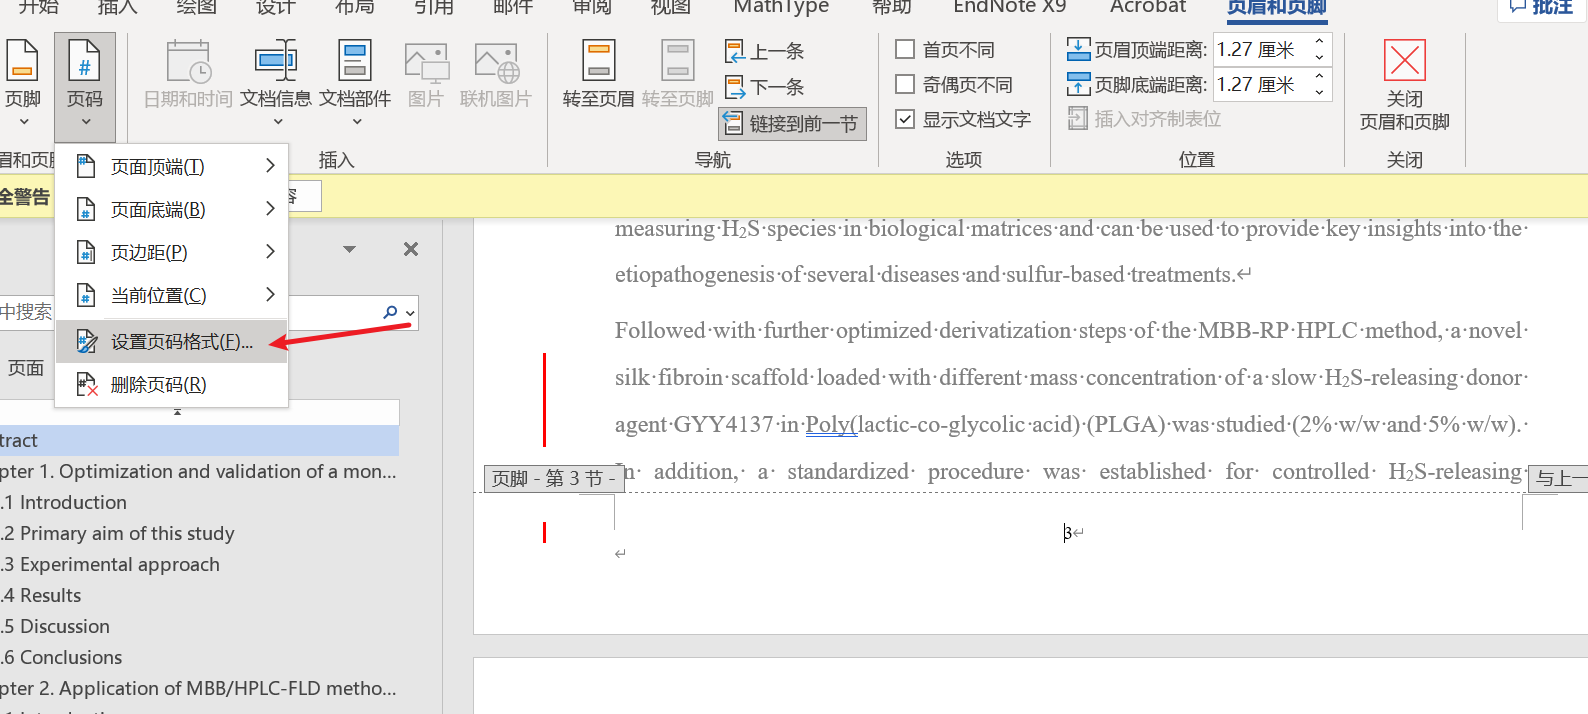 开始 插入 绘图 设计 布局 引用 邮件 审阅 视图 MathType 帮助 EndNote X9 Acrobat 页眉和页脚 批注
页脚 页码 日期和时间 文档信息 文档部件 图片 联机图片 转至页眉 转至页脚
上一条
下一条
链接到前一节
首页不同
奇偶页不同
显示文档文字
页眉顶端距离: 1.27 厘米
页脚底端距离: 1.27 厘米
插入对齐制表位
关闭
页眉和页脚
眉和页脚 插入 导航 选项 位置 关闭
全警告 容
页面顶端(T)
页面底端(B)
页边距(P)
当前位置(C)
设置页码格式(F)...
删除页码(R)
中搜索
页面
tract
pter 1. Optimization and validation of a mon...
.1 Introduction
.2 Primary aim of this study
.3 Experimental approach
.4 Results
.5 Discussion
.6 Conclusions
pter 2. Application of MBB/HPLC-FLD metho...
measuring H₂S species in biological matrices and can be used to provide key insights into the
etiopathogenesis of several diseases and sulfur-based treatments.
Followed with further optimized derivatization steps of the MBB-RP HPLC method, a novel
silk fibroin scaffold loaded with different mass concentration of a slow H₂S-releasing donor
agent GYY4137 in Poly(lactic-co-glycolic acid) (PLGA) was studied (2% w/w and 5% w/w).
In addition, a standardized procedure was established for controlled H₂S-releasing
页脚 - 第 3 节 -
与上一
3